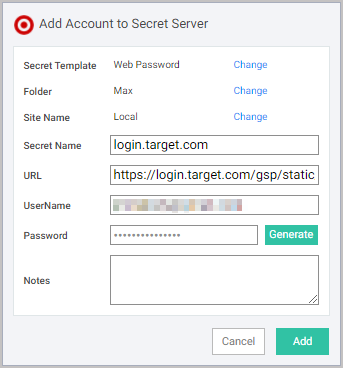 Add Account to Secret Server
Secret Template Web Password Change
Folder Max Change
Site Name Local Change
Secret Name login.target.com
URL https://login.target.com/gsp/static
UserName
Password •••••••••••••• Generate
Notes
Cancel Add